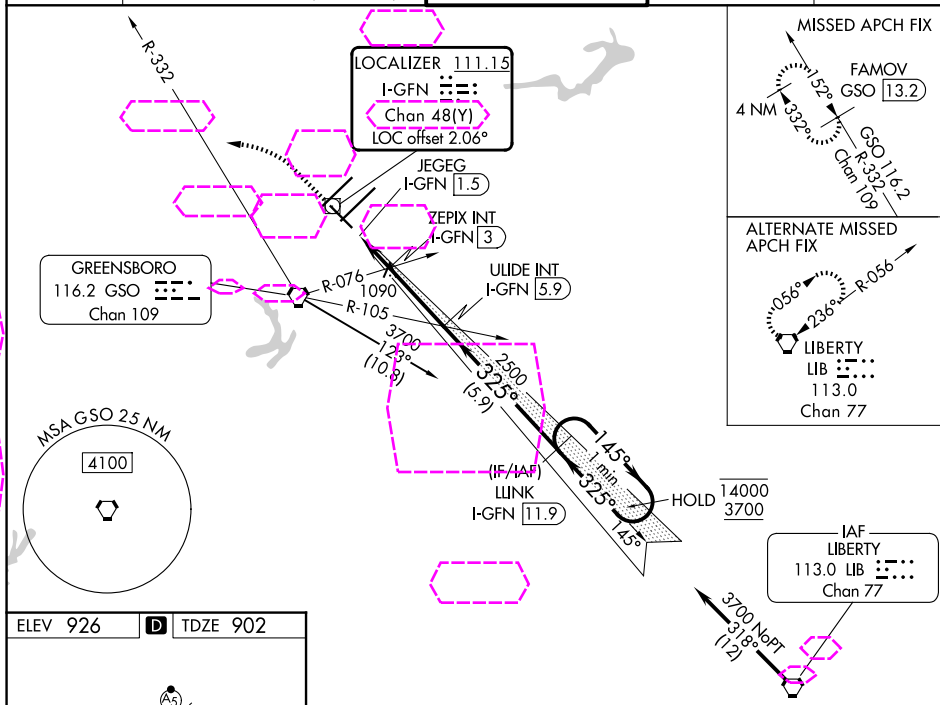 R-332
LOCALIZER 111.15
I-GFN
Chan 48(Y)
LOC offset 2.06°
JEGEG
I-GFN 1.5
ZEPIX INT
I-GFN 3
ULIDE INT
I-GFN 5.9
GREENSBORO
116.2 GSO
Chan 109
R-076
1090
R-105
3700
123°
(10.8)
2500
325°
(5.9)
145°
1 min
325°
145°
(IF/IAF)
LLINK
I-GFN 11.9
HOLD
14000
3700
MSA GSO 25 NM
4100
IAF
LIBERTY
113.0 LIB
Chan 77
3700 NoPT
318°
(12)
MISSED APCH FIX
FAMOV
GSO 13.2
4 NM
152°
332°
GSO 116.2
R-332
Chan 109
ALTERNATE MISSED
APCH FIX
056°
236°
R-056
LIBERTY
LIB
113.0
Chan 77
ELEV 926
D
TDZE 902
A5